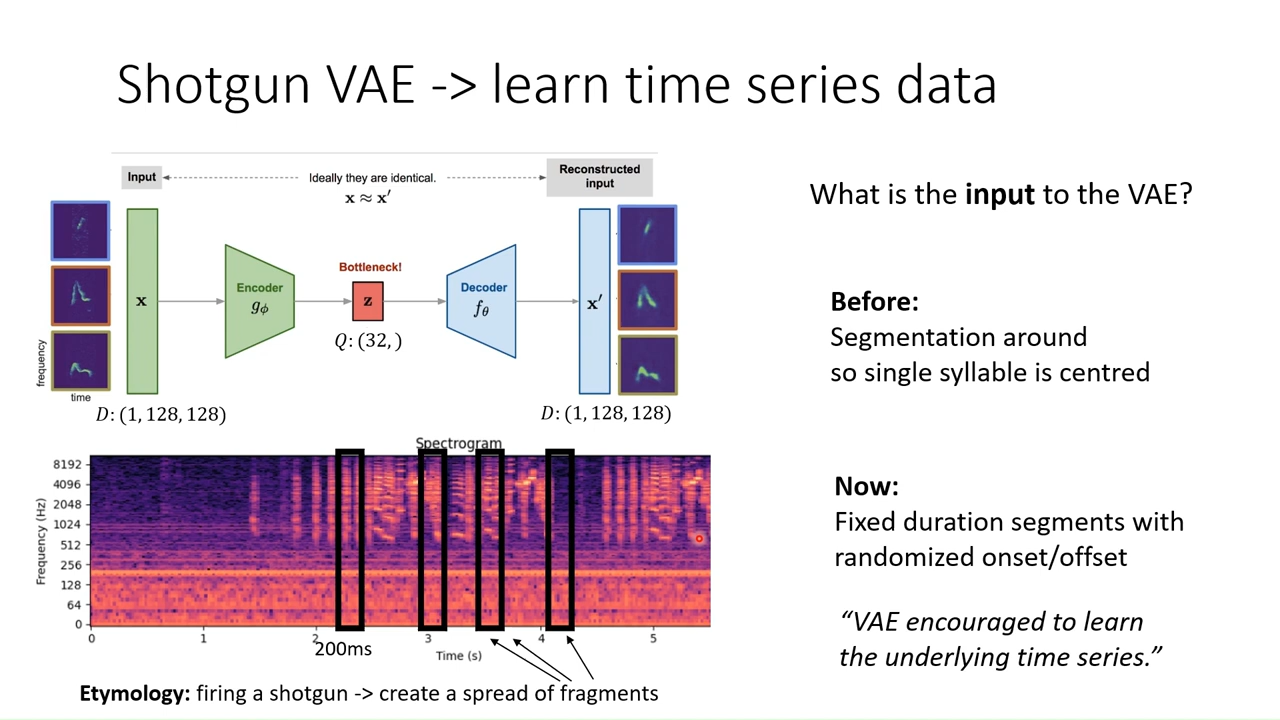 Shotgun VAE -> learn time series data
Input
Ideally they are identical.
x ≈ x′
Reconstructed
input
What is the input to the VAE?
Bottleneck!
Encoder
gϕ
x
z
Decoder
fθ
x′
Q: (32, )
frequency
time
D: (1, 128, 128)
D: (1, 128, 128)
Before:
Segmentation around
so single syllable is centred
Spectrogram
Frequency (Hz)
8192
4096
2048
1024
512
256
128
64
0
0
1
2
3
4
5
200ms
Time (s)
Now:
Fixed duration segments with
randomized onset/offset
“VAE encouraged to learn
the underlying time series.”
Etymology: firing a shotgun -> create a spread of fragments